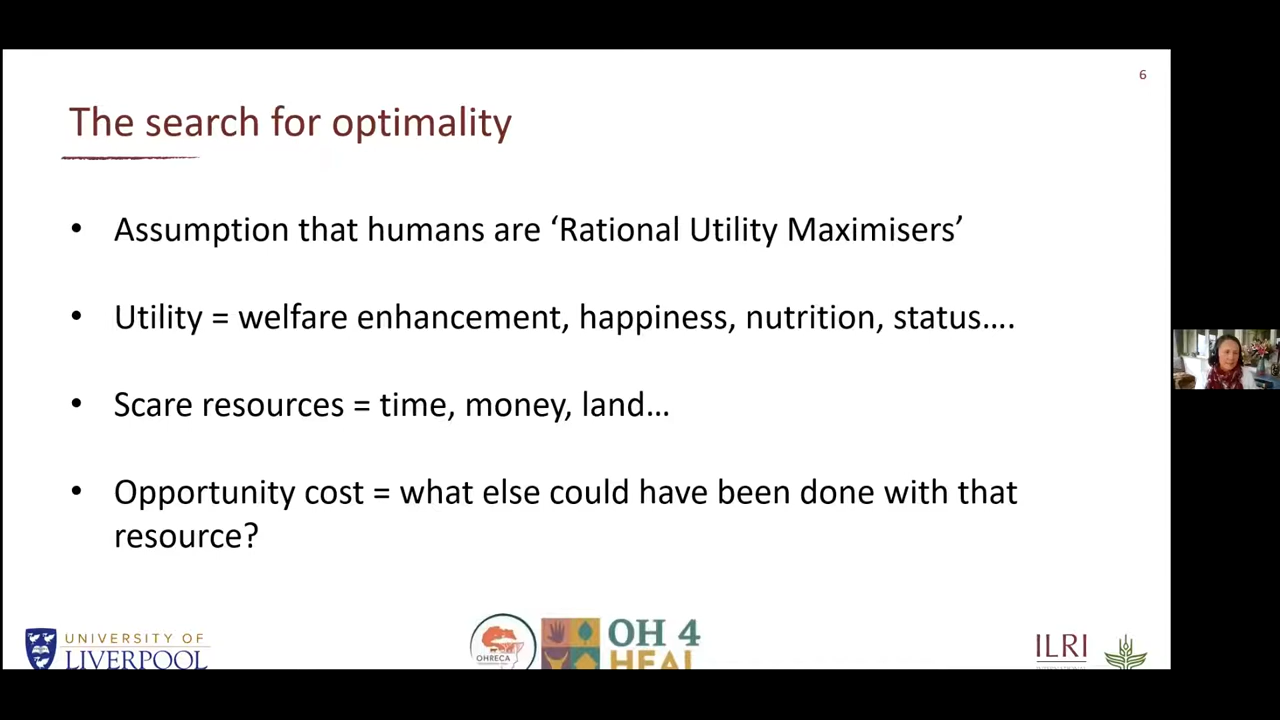 6
The search for optimality
• Assumption that humans are ‘Rational Utility Maximisers’
• Utility = welfare enhancement, happiness, nutrition, status….
• Scare resources = time, money, land…
• Opportunity cost = what else could have been done with that
resource?
UNIVERSITY OF
LIVERPOOL
OHRECA
OH 4
HEAL
ILRI